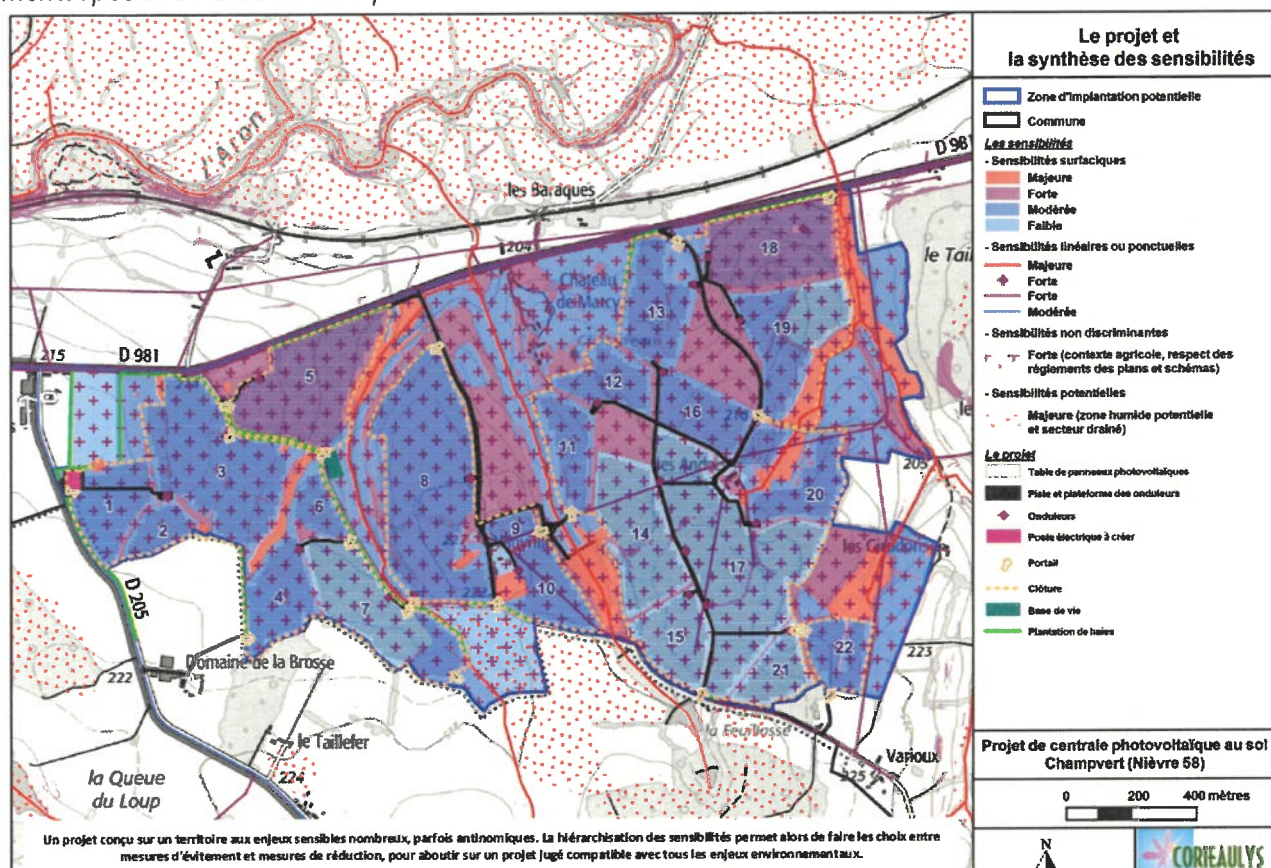 Le projet et
la synthèse des sensibilités
Zone d'implantation potentielle
Commune
Les sensibilités
- Sensibilités surfaciques
Majeure
Forte
Modérée
Faible
- Sensibilités linéaires ou ponctuelles
Majeure
Forte
Forte
Modérée
- Sensibilités non discriminantes
Forte (contexte agricole, respect des
règlements des plans et schémas)
- Sensibilités potentielles
Majeure (zone humide potentielle
et secteur drainé)
Le projet
Table de panneaux photovoltaïques
Piste et plateforme des onduleurs
Onduleurs
Poste électrique à créer
Portail
Clôture
Base de vie
Plantation de haies
Projet de centrale photovoltaïque au sol
Champvert (Nièvre 58)
0 200 400 mètres
N
CORIEAULYS
L'Aron
les Baraques
D 981
204
Château
de Marcy
le Tail
18
13
19
215
D 981
5
12
16
11
8
3
6
1
2
9
14
17
20
205
10
4
7
15
21
22
223
D 205
Domaine de la Brosse
222
le Taillefer
224
la Queue
du Loup
la Feuillasse
Varioux
225
Un projet conçu sur un territoire aux enjeux sensibles nombreux, parfois antinomiques. La hiérarchisation des sensibilités permet alors de faire les choix entre
mesures d'évitement et mesures de réduction, pour aboutir sur un projet jugé compatible avec tous les enjeux environnementaux.